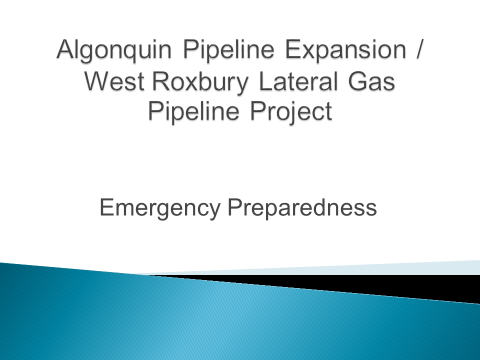 Algonquin Pipeline Expansion /
West Roxbury Lateral Gas
Pipeline Project
Emergency Preparedness